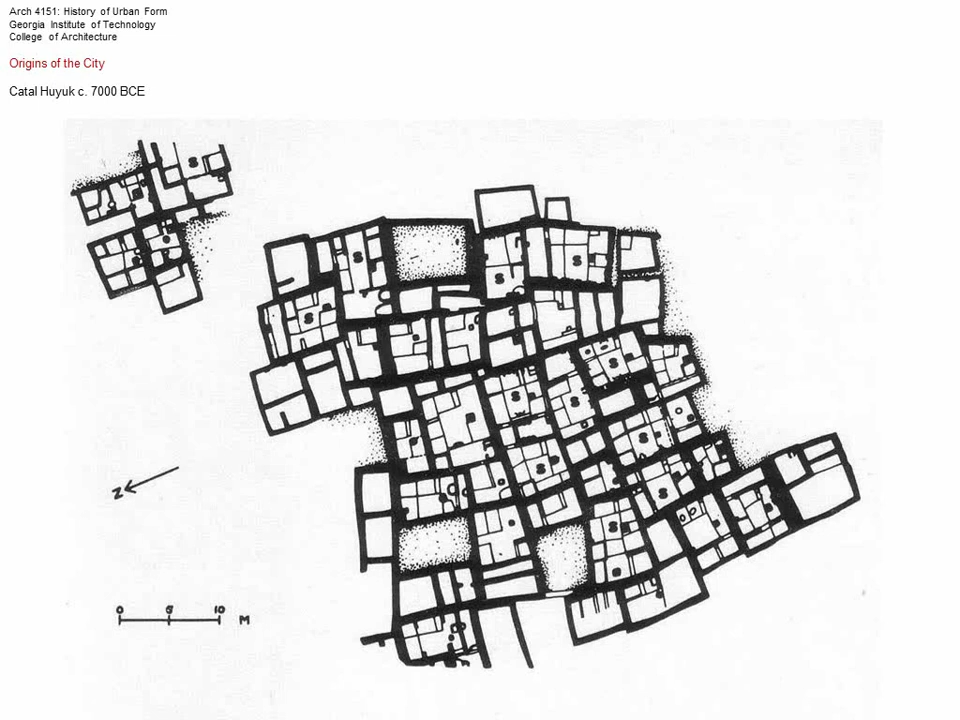 Arch 4151: History of Urban Form
Georgia Institute of Technology
College of Architecture
Origins of the City
Catal Huyuk c. 7000 BCE
S
S
S
S
S
S
S
S
S
S
S
S
N
0 5 10 M